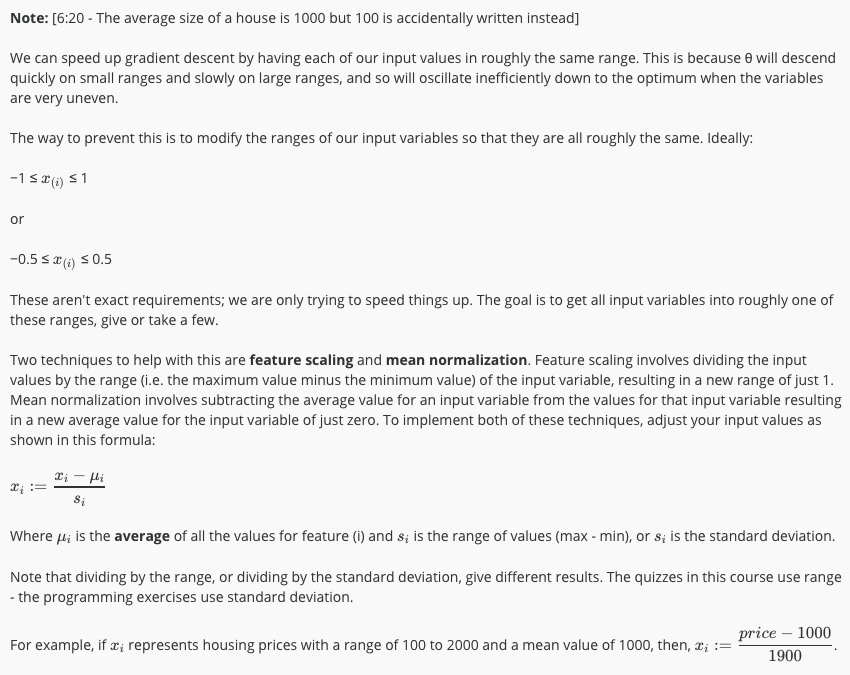 Note: [6:20 - The average size of a house is 1000 but 100 is accidentally written instead]
We can speed up gradient descent by having each of our input values in roughly the same range. This is because θ will descend
quickly on small ranges and slowly on large ranges, and so will oscillate inefficiently down to the optimum when the variables
are very uneven.
The way to prevent this is to modify the ranges of our input variables so that they are all roughly the same. Ideally:
−1 ≤ x₍ᵢ₎ ≤ 1
or
−0.5 ≤ x₍ᵢ₎ ≤ 0.5
These aren't exact requirements; we are only trying to speed things up. The goal is to get all input variables into roughly one of
these ranges, give or take a few.
Two techniques to help with this are feature scaling and mean normalization. Feature scaling involves dividing the input
values by the range (i.e. the maximum value minus the minimum value) of the input variable, resulting in a new range of just 1.
Mean normalization involves subtracting the average value for an input variable from the values for that input variable resulting
in a new average value for the input variable of just zero. To implement both of these techniques, adjust your input values as
shown in this formula:
xᵢ := (xᵢ − μᵢ) / sᵢ
Where μᵢ is the average of all the values for feature (i) and sᵢ is the range of values (max - min), or sᵢ is the standard deviation.
Note that dividing by the range, or dividing by the standard deviation, give different results. The quizzes in this course use range
- the programming exercises use standard deviation.
For example, if xᵢ represents housing prices with a range of 100 to 2000 and a mean value of 1000, then, xᵢ := (price − 1000) / 1900.